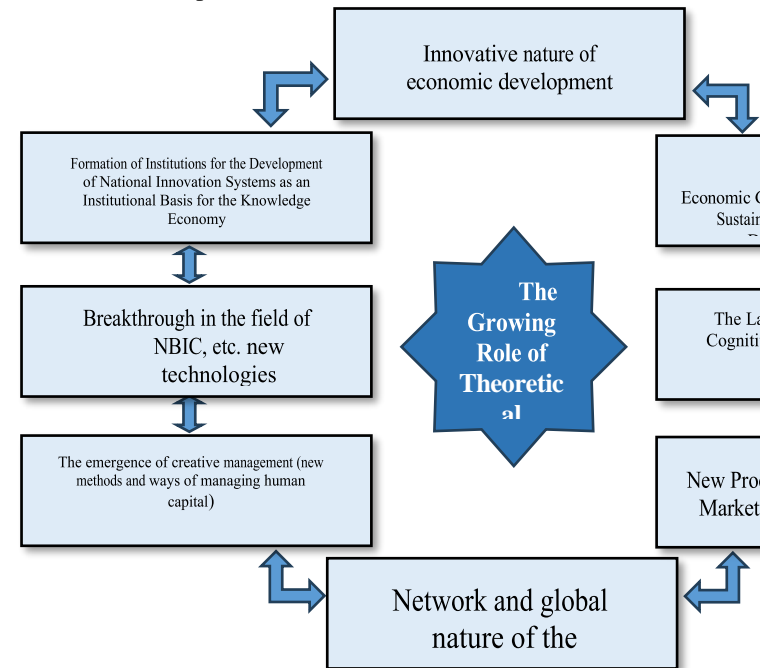 Innovative nature of
economic development
Formation of Institutions for the Development
of National Innovation Systems as an
Institutional Basis for the Knowledge
Economy
Economic
Breakthrough in the field of
NBIC, etc. new
technologies
The
Growing
Role of
Theoretic
al
The
The emergence of creative management (new
methods and ways of managing human
capital)
New
Network and global
nature of the